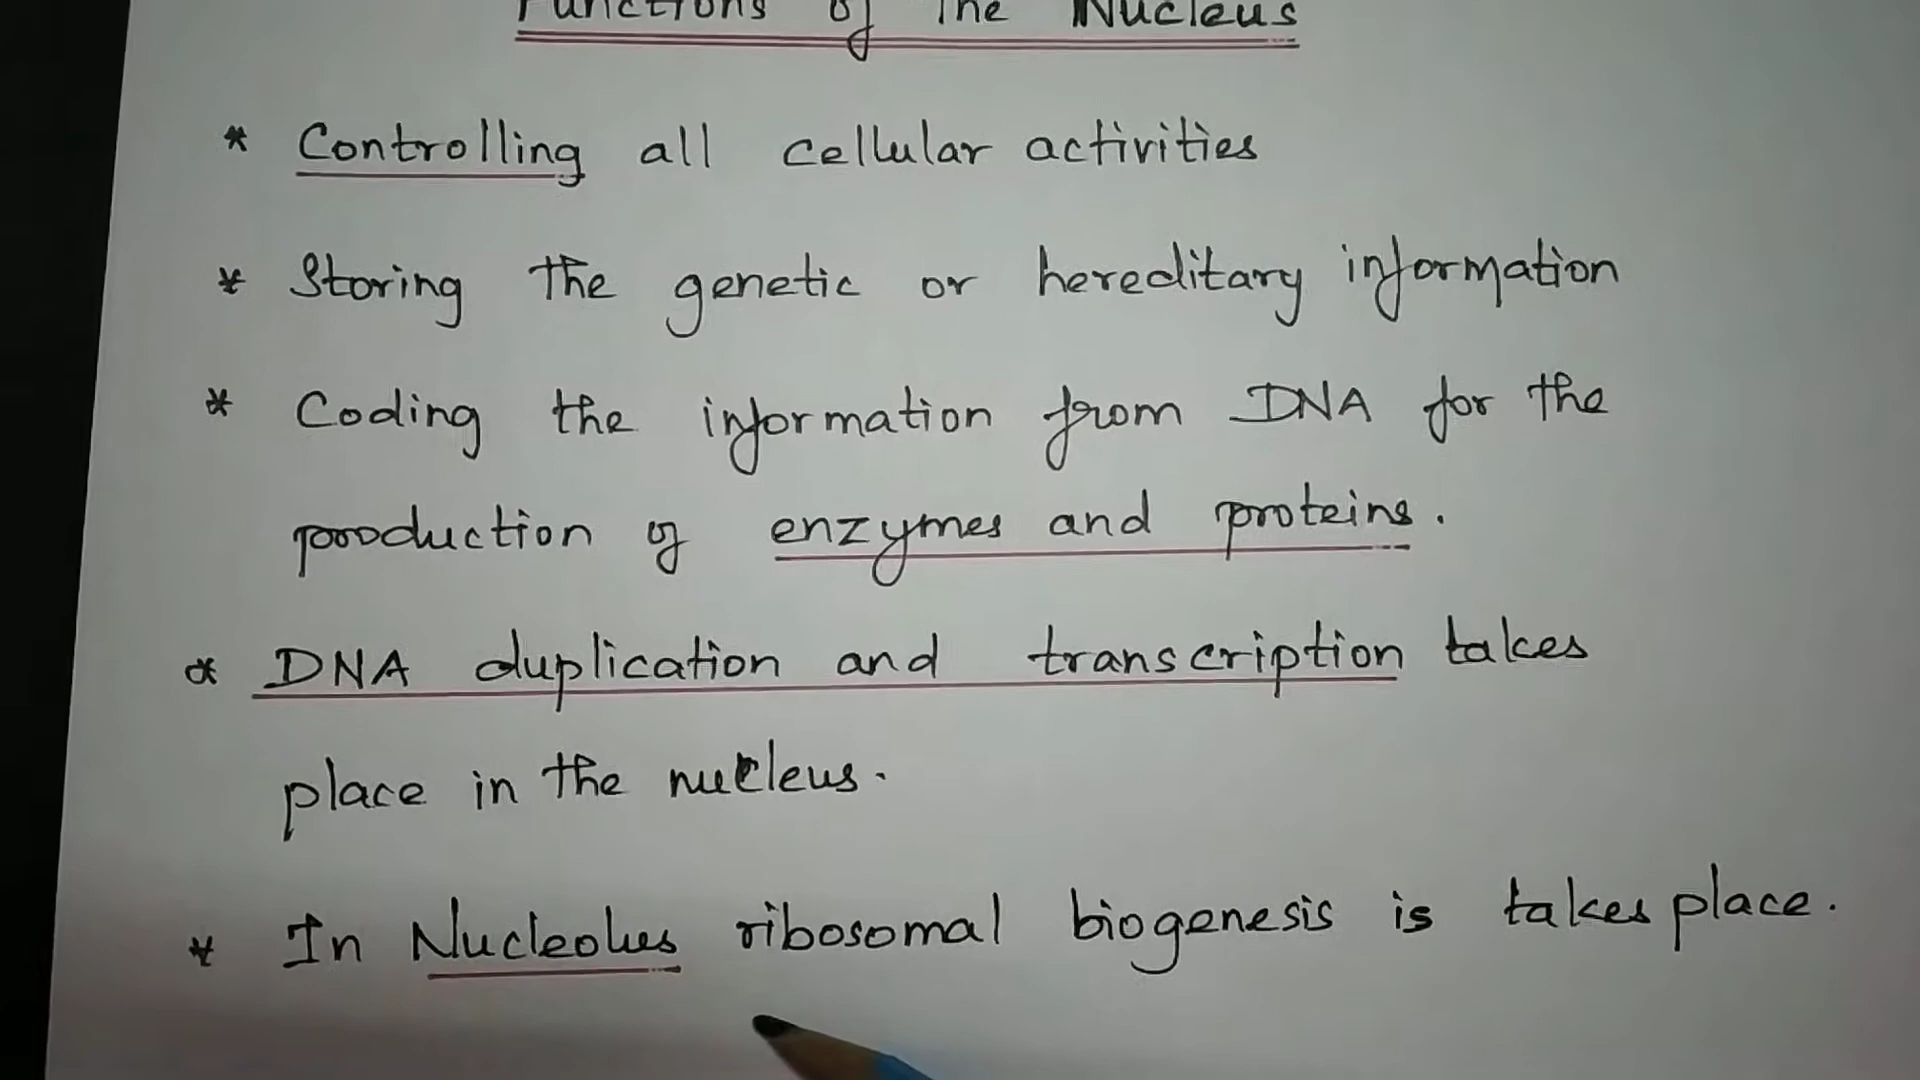 Functions of The Nucleus
* Controlling all cellular activities
* Storing the genetic or hereditary information
* Coding the information from DNA for the
production of enzymes and proteins.
* DNA duplication and transcription takes
place in the nucleus.
* In Nucleolus ribosomal biogenesis is takes place.